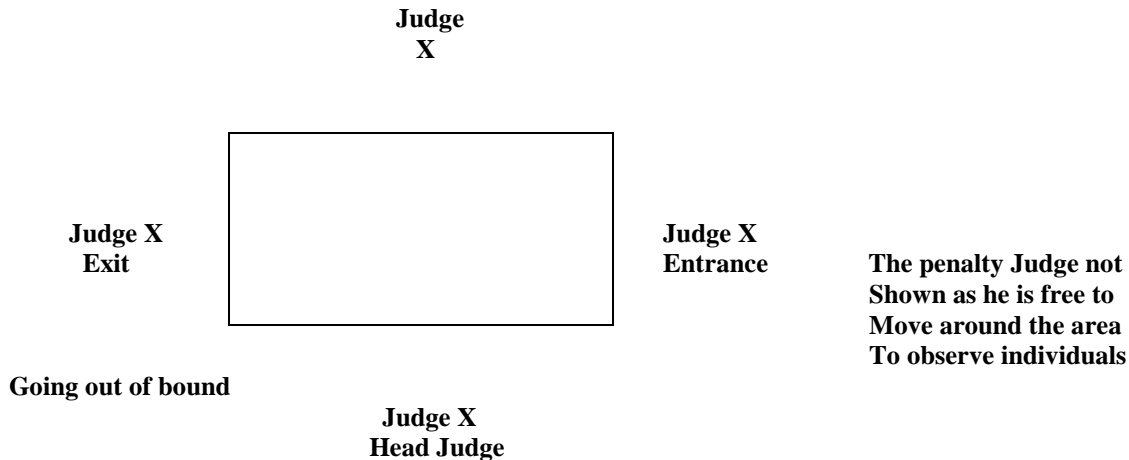 Judge
X
Judge X
Exit
Judge X
Entrance
The penalty Judge not
Shown as he is free to
Move around the area
To observe individuals
Going out of bound
Judge X
Head Judge